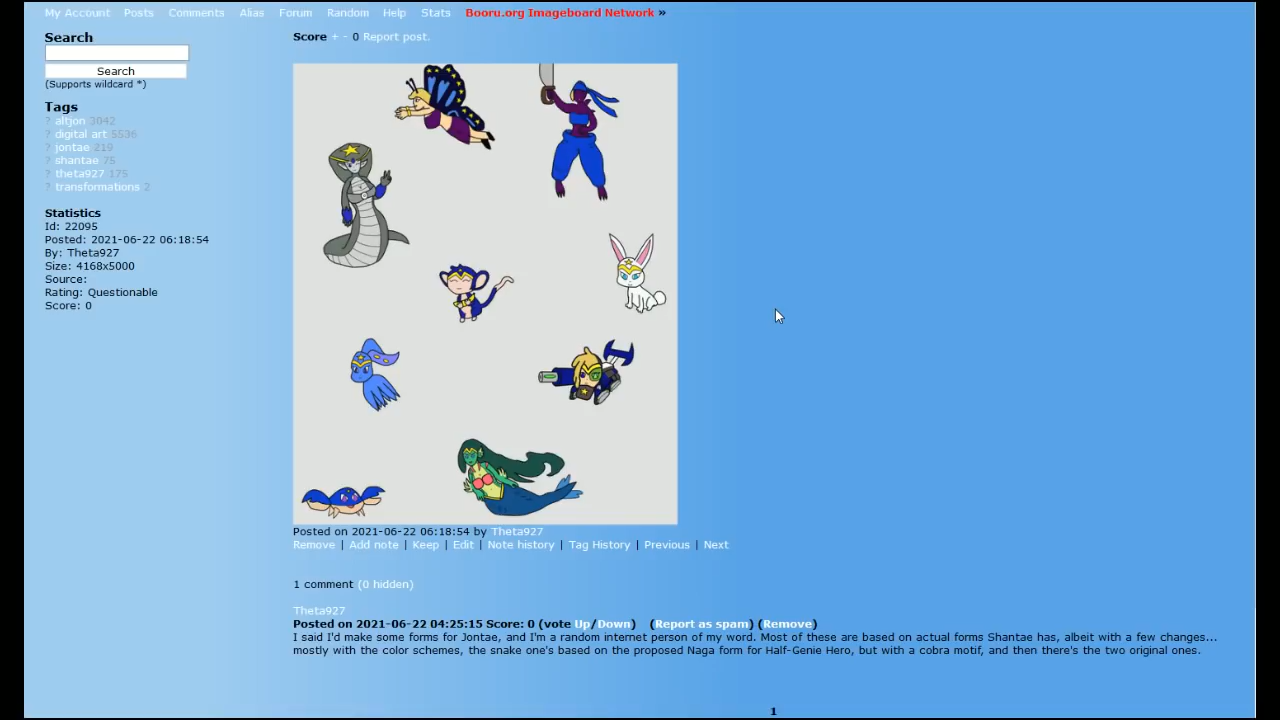 My Account Posts Comments Alias Forum Random Help Stats Booru.org Imageboard Network »
Search
Search
(Supports wildcard *)
Tags
? altjon 3042
? digital art 5536
? jontae 219
? shantae 75
? theta927 175
? transformations 2
Statistics
Id: 22095
Posted: 2021-06-22 06:18:54
By: Theta927
Size: 4168x5000
Source:
Rating: Questionable
Score: 0
Score + - 0 Report post.
Posted on 2021-06-22 06:18:54 by Theta927
Remove | Add note | Keep | Edit | Note history | Tag History | Previous | Next
1 comment (0 hidden)
Theta927
Posted on 2021-06-22 04:25:15 Score: 0 (vote Up/Down) (Report as spam) (Remove)
I said I'd make some forms for Jontae, and I'm a random internet person of my word. Most of these are based on actual forms Shantae has, albeit with a few changes...
mostly with the color schemes, the snake one's based on the proposed Naga form for Half-Genie Hero, but with a cobra motif, and then there's the two original ones.
1